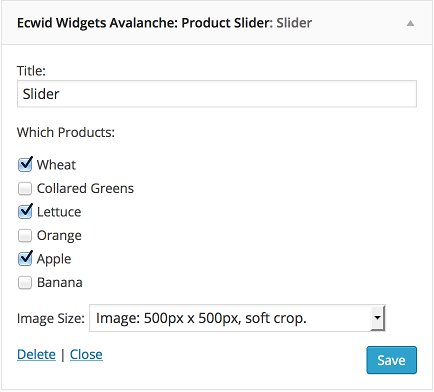 Ecwid Widgets Avalanche: Product Slider: Slider
Title:
Slider
Which Products:
Wheat
Collared Greens
Lettuce
Orange
Apple
Banana
Image Size: Image: 500px x 500px, soft crop.
Delete | Close Save